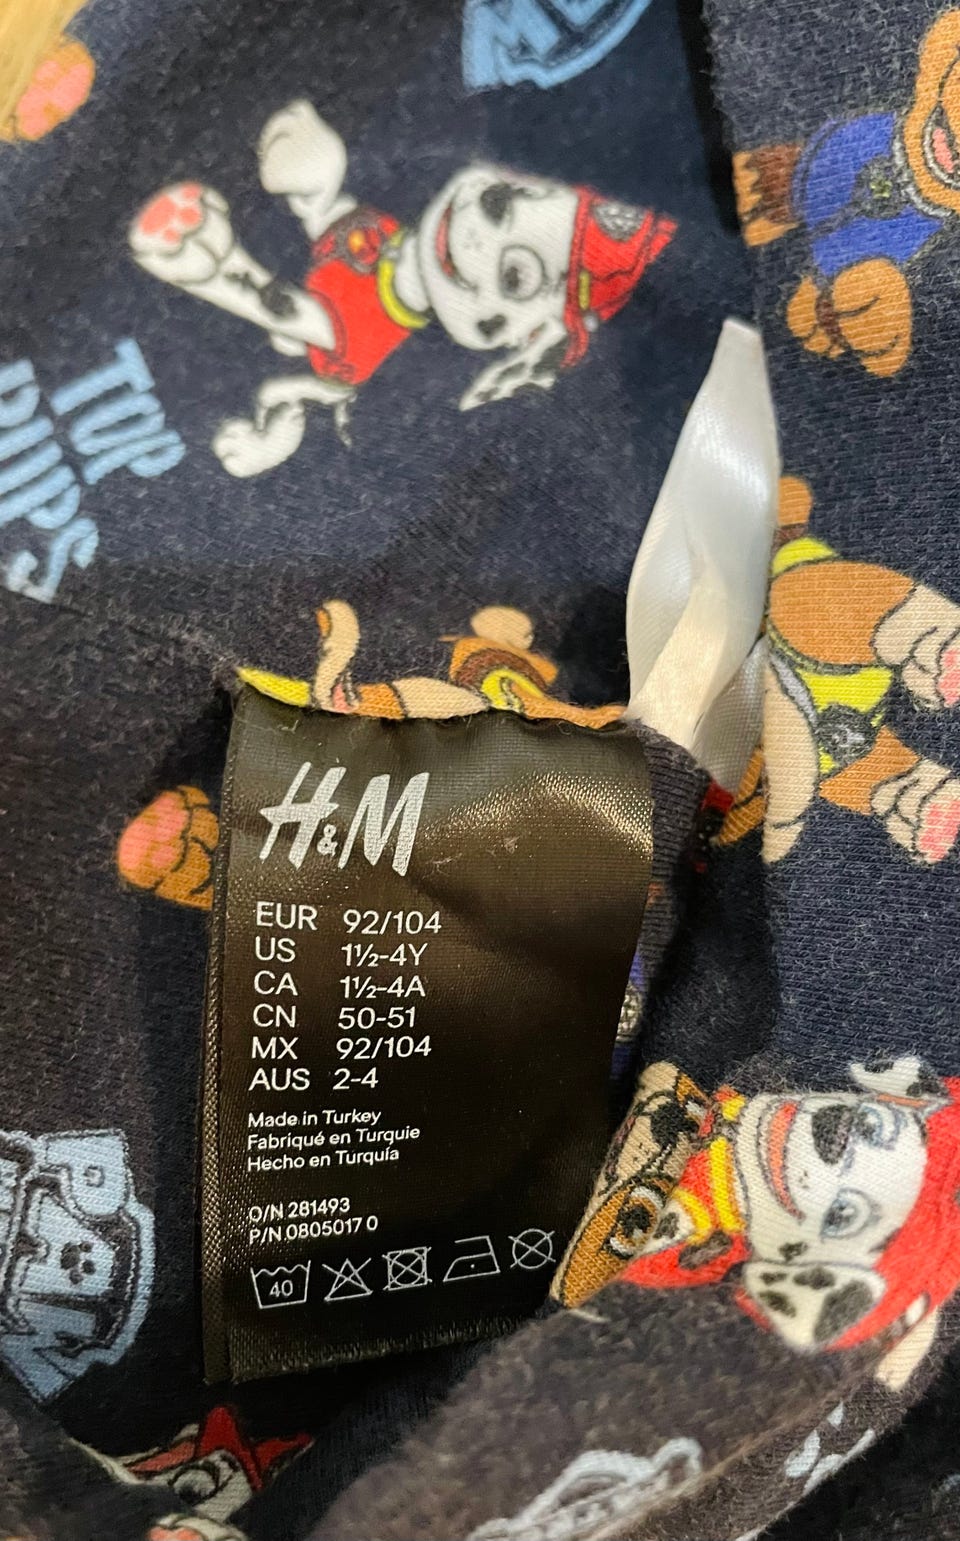 TOP
PUPS
H&M
EUR 92/104
US 1½-4Y
CA 1½-4A
CN 50-51
MX 92/104
AUS 2-4
Made in Turkey
Fabriqué en Turquie
Hecho en Turquía
O/N 281493
P/N 0805017 0
40